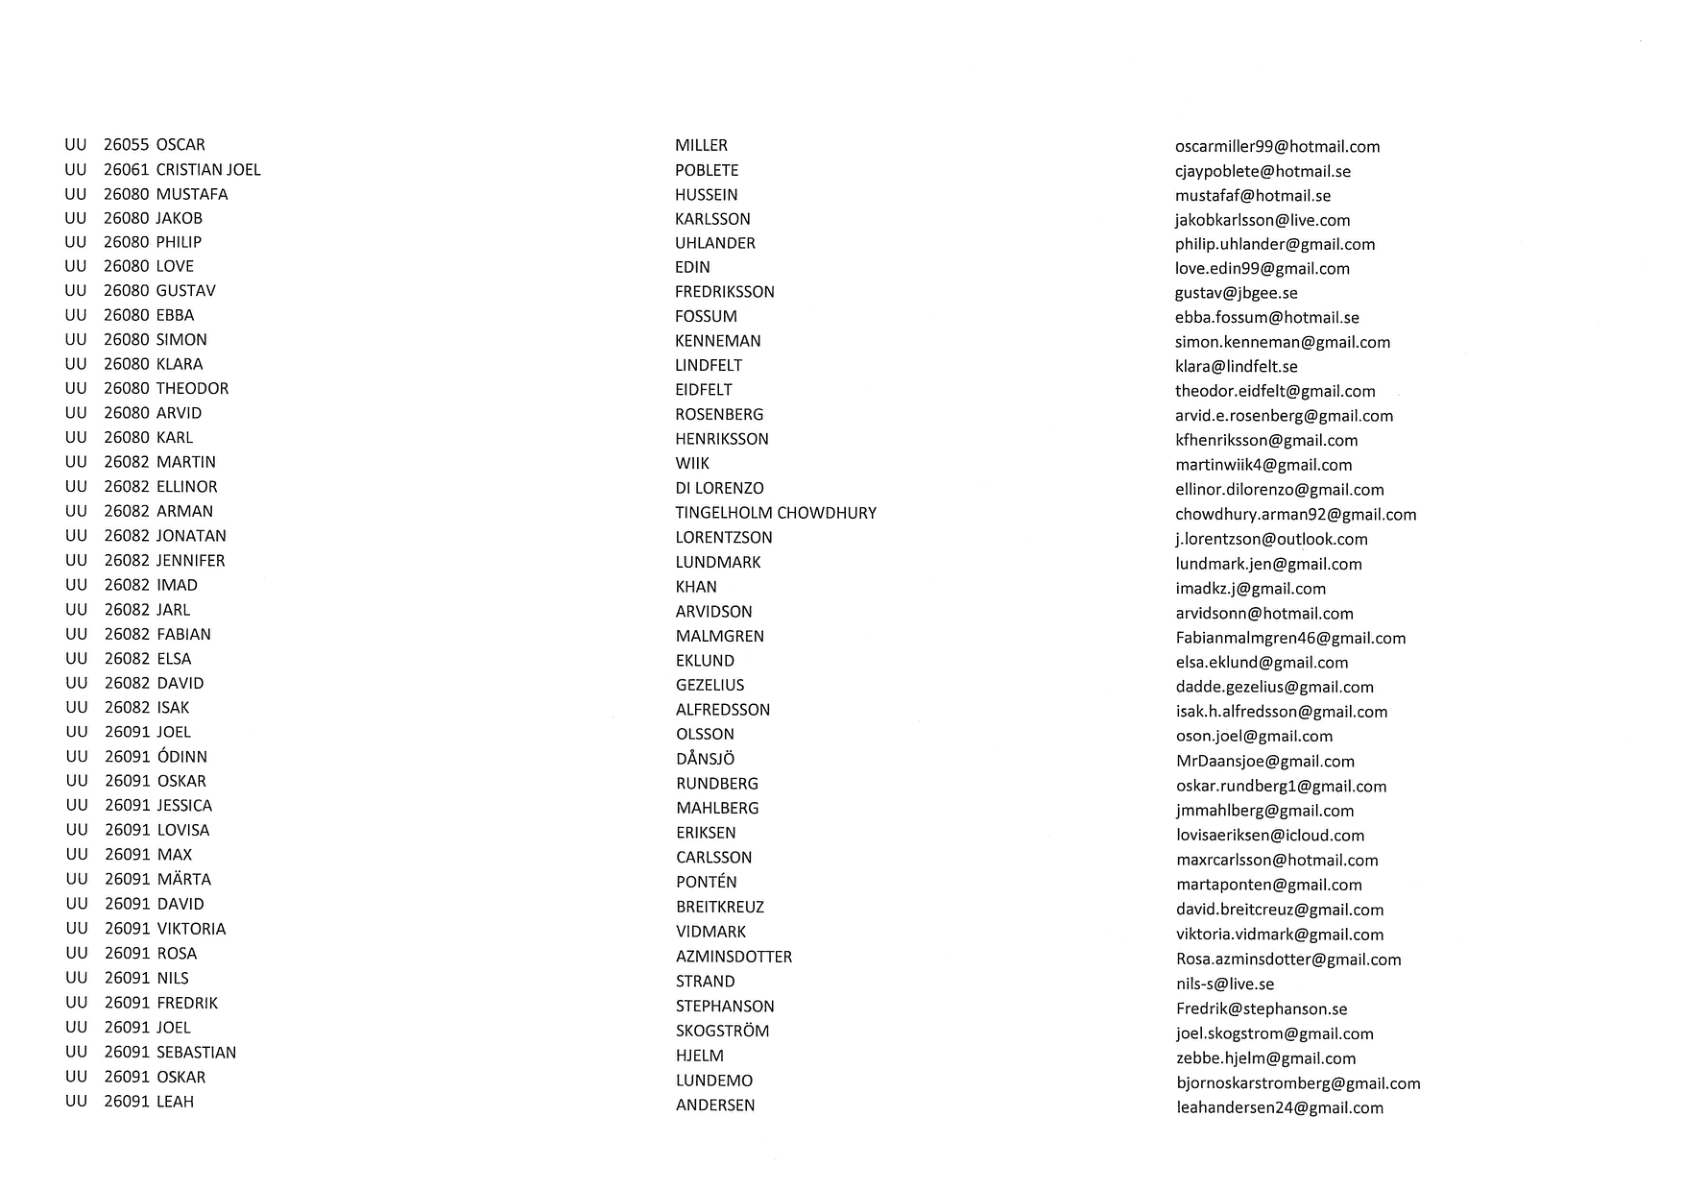 UU 26055 OSCAR MILLER oscarmiller99@hotmail.com
UU 26061 CRISTIAN JOEL POBLETE cjaypoblete@hotmail.se
UU 26080 MUSTAFA HUSSEIN mustafaf@hotmail.se
UU 26080 JAKOB KARLSSON jakobkarlsson@live.com
UU 26080 PHILIP UHLANDER philip.uhlander@gmail.com
UU 26080 LOVE EDIN love.edin99@gmail.com
UU 26080 GUSTAV FREDRIKSSON gustav@jbgee.se
UU 26080 EBBA FOSSUM ebba.fossum@hotmail.se
UU 26080 SIMON KENNEMAN simon.kenneman@gmail.com
UU 26080 KLARA LINDFELT klara@lindfelt.se
UU 26080 THEODOR EIDFELT theodor.eidfelt@gmail.com
UU 26080 ARVID ROSENBERG arvid.e.rosenberg@gmail.com
UU 26080 KARL HENRIKSSON kfhenriksson@gmail.com
UU 26082 MARTIN WIIK martinwiik4@gmail.com
UU 26082 ELLINOR DI LORENZO ellinor.dilorenzo@gmail.com
UU 26082 ARMAN TINGELHOLM CHOWDHURY chowdhury.arman92@gmail.com
UU 26082 JONATAN LORENTZSON j.lorentzson@outlook.com
UU 26082 JENNIFER LUNDMARK lundmark.jen@gmail.com
UU 26082 IMAD KHAN imadkz.j@gmail.com
UU 26082 JARL ARVIDSON arvidsonn@hotmail.com
UU 26082 FABIAN MALMGREN Fabianmalmgren46@gmail.com
UU 26082 ELSA EKLUND elsa.eklund@gmail.com
UU 26082 DAVID GEZELIUS dadde.gezelius@gmail.com
UU 26082 ISAK ALFREDSSON isak.h.alfredsson@gmail.com
UU 26091 JOEL OLSSON oson.joel@gmail.com
UU 26091 ÓDINN DÅNSJÖ MrDaansjoe@gmail.com
UU 26091 OSKAR RUNDBERG oskar.rundberg1@gmail.com
UU 26091 JESSICA MAHLBERG jmmahlberg@gmail.com
UU 26091 LOVISA ERIKSEN lovisaeriksen@icloud.com
UU 26091 MAX CARLSSON maxrcarlsson@hotmail.com
UU 26091 MÄRTA PONTÉN martaponten@gmail.com
UU 26091 DAVID BREITKREUZ david.breitcreuz@gmail.com
UU 26091 VIKTORIA VIDMARK viktoria.vidmark@gmail.com
UU 26091 ROSA AZMINSDOTTER Rosa.azminsdotter@gmail.com
UU 26091 NILS STRAND nils-s@live.se
UU 26091 FREDRIK STEPHANSON Fredrik@stephanson.se
UU 26091 JOEL SKOGSTRÖM joel.skogstrom@gmail.com
UU 26091 SEBASTIAN HJELM zebbe.hjelm@gmail.com
UU 26091 OSKAR LUNDEMO bjornoskarstromberg@gmail.com
UU 26091 LEAH ANDERSEN leahandersen24@gmail.com